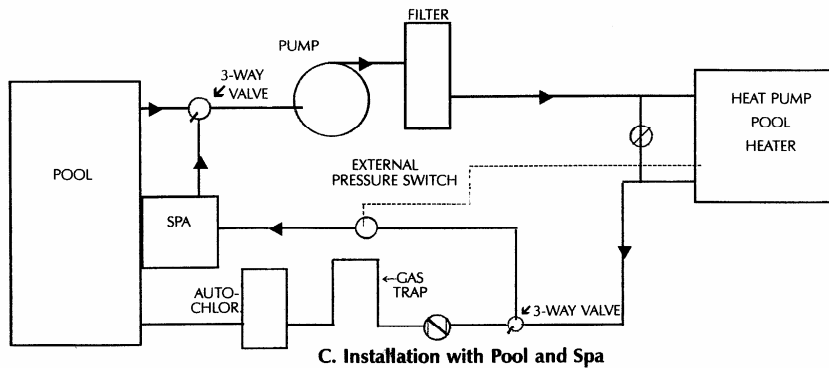 FILTER
PUMP
3-WAY
VALVE
HEAT PUMP
POOL
HEATER
POOL
EXTERNAL
PRESSURE SWITCH
SPA
AUTO-
CHLOR.
GAS
TRAP
3-WAY VALVE
C. Installation with Pool and Spa